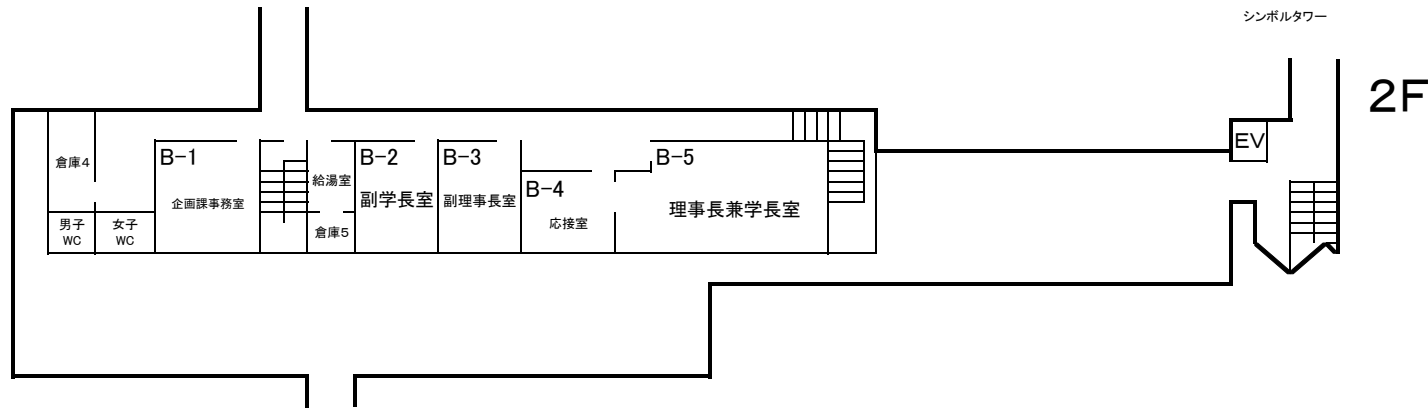 シンボルタワー
2F
EV
倉庫4
B-1
企画課事務室
給湯室
倉庫5
B-2
副学長室
B-3
副理事長室
B-4
応接室
B-5
理事長兼学長室
男子
WC
女子
WC